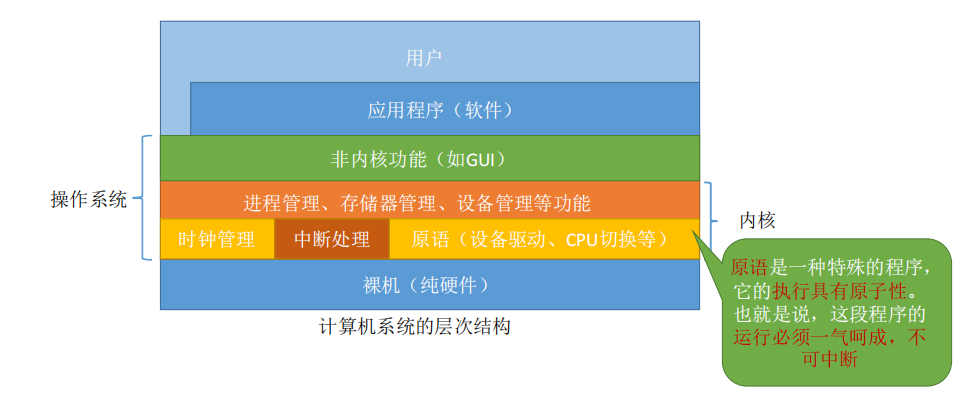 用户
应用程序（软件）
非内核功能（如GUI）
操作系统
进程管理、存储器管理、设备管理等功能
内核
时钟管理
中断处理
原语（设备驱动、CPU切换等）
裸机（纯硬件）
计算机系统的层次结构
原语是一种特殊的程序，
它的执行具有原子性。
也就是说，这段程序的
运行必须一气呵成，不
可中断